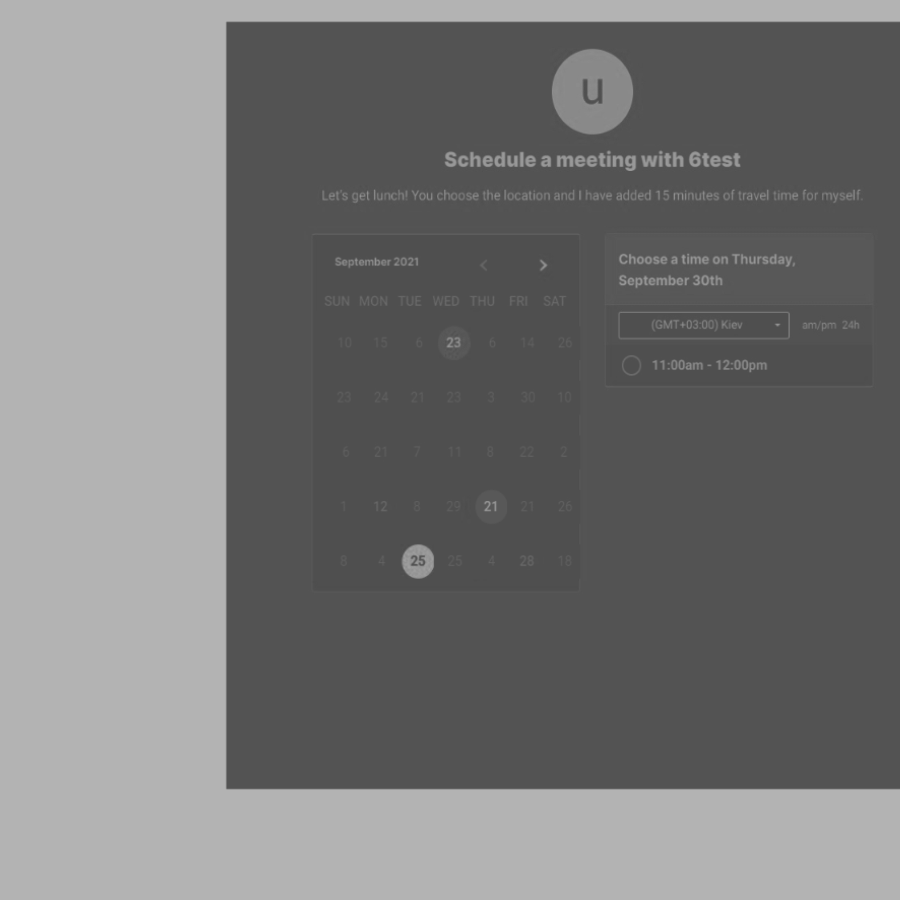 u
Schedule a meeting with 6test
Let's get lunch! You choose the location and I have added 15 minutes of travel time for myself.
September 2021
SUN MON TUE WED THU FRI SAT
10 15 6 23 6 14 26
23 24 21 23 3 30 10
6 21 7 11 8 22 2
1 12 8 29 21 21 26
8 4 25 25 4 28 18
Choose a time on Thursday,
September 30th
(GMT+03:00) Kiev am/pm 24h
11:00am - 12:00pm